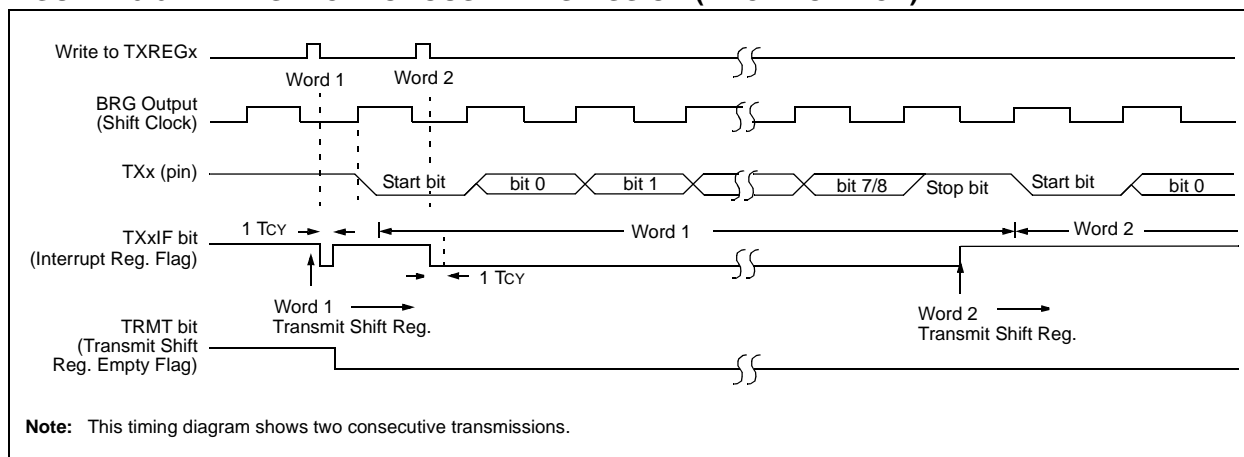 Write to TXREGx
Word 1
Word 2
BRG Output
(Shift Clock)
TXx (pin)
Start bit
bit 0
bit 1
bit 7/8
Stop bit
Start bit
bit 0
1 TCY
TXxIF bit
(Interrupt Reg. Flag)
Word 1
Word 2
1 TCY
Word 1
Transmit Shift Reg.
Word 2
Transmit Shift Reg.
TRMT bit
(Transmit Shift
Reg. Empty Flag)
Note: This timing diagram shows two consecutive transmissions.